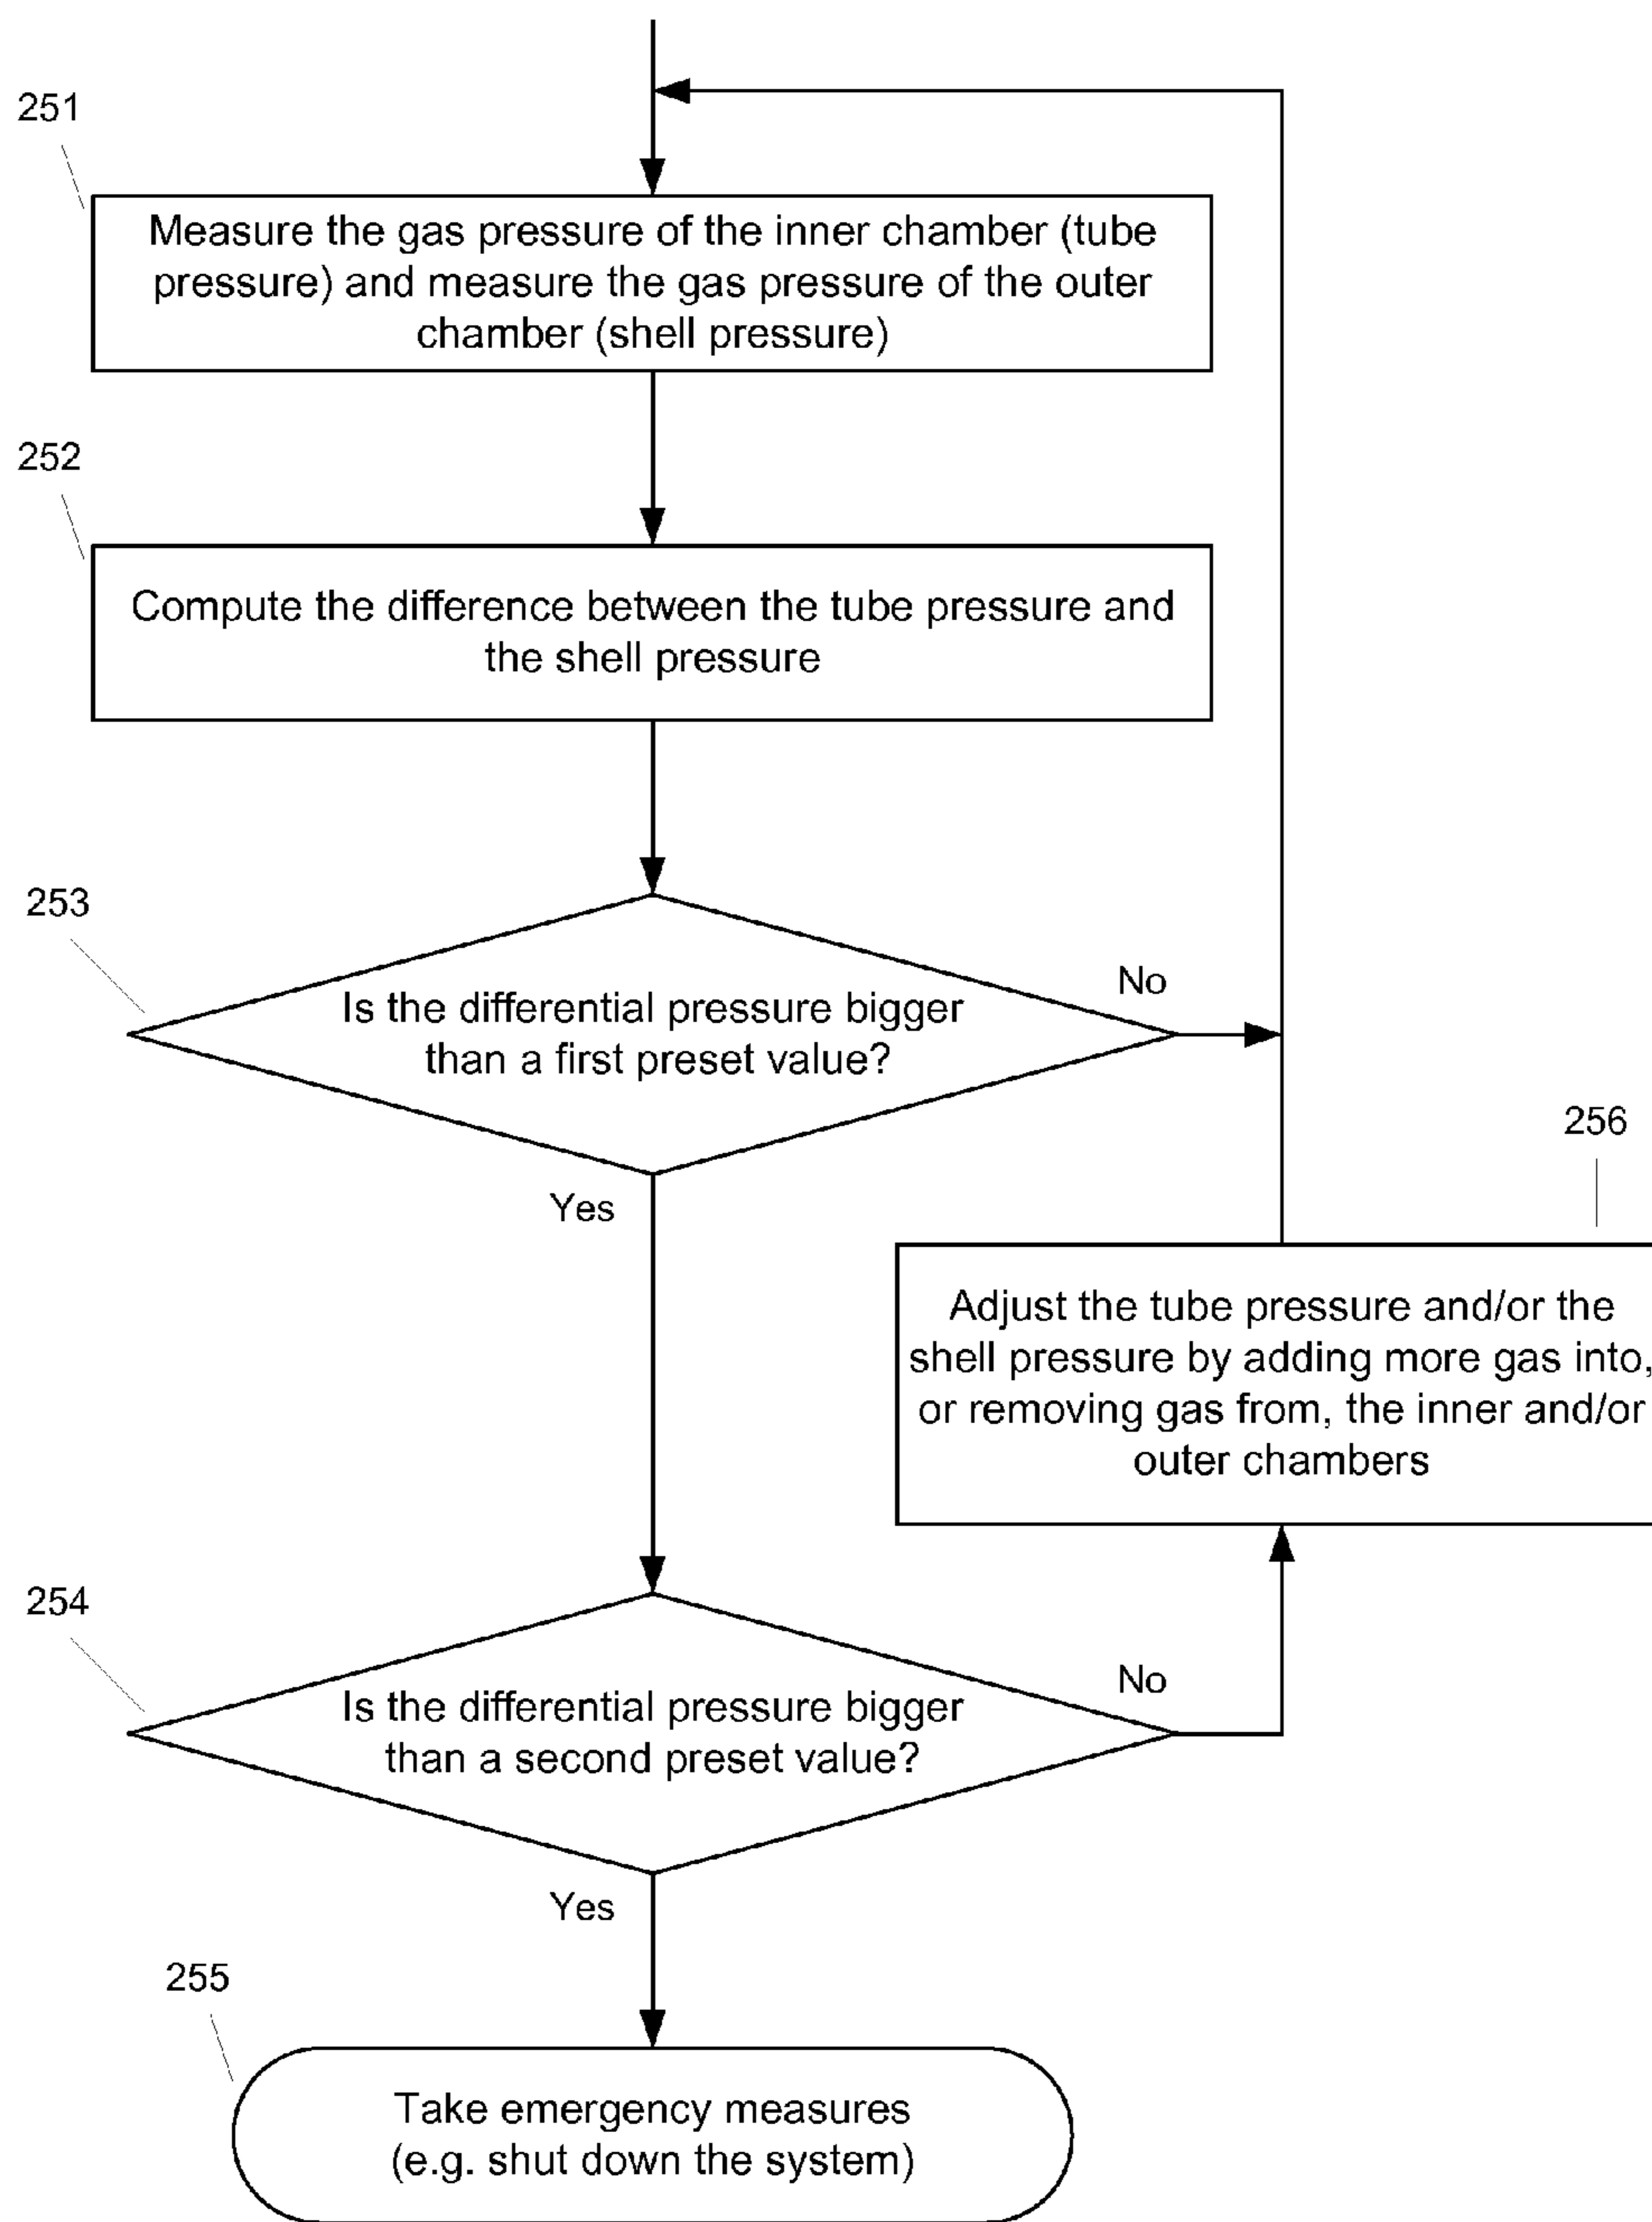 251
Measure the gas pressure of the inner chamber (tube
pressure) and measure the gas pressure of the outer
chamber (shell pressure)
252
Compute the difference between the tube pressure and
the shell pressure
253
Is the differential pressure bigger
than a first preset value?
No
Yes
256
Adjust the tube pressure and/or the
shell pressure by adding more gas into,
or removing gas from, the inner and/or
outer chambers
254
Is the differential pressure bigger
than a second preset value?
No
Yes
255
Take emergency measures
(e.g. shut down the system)